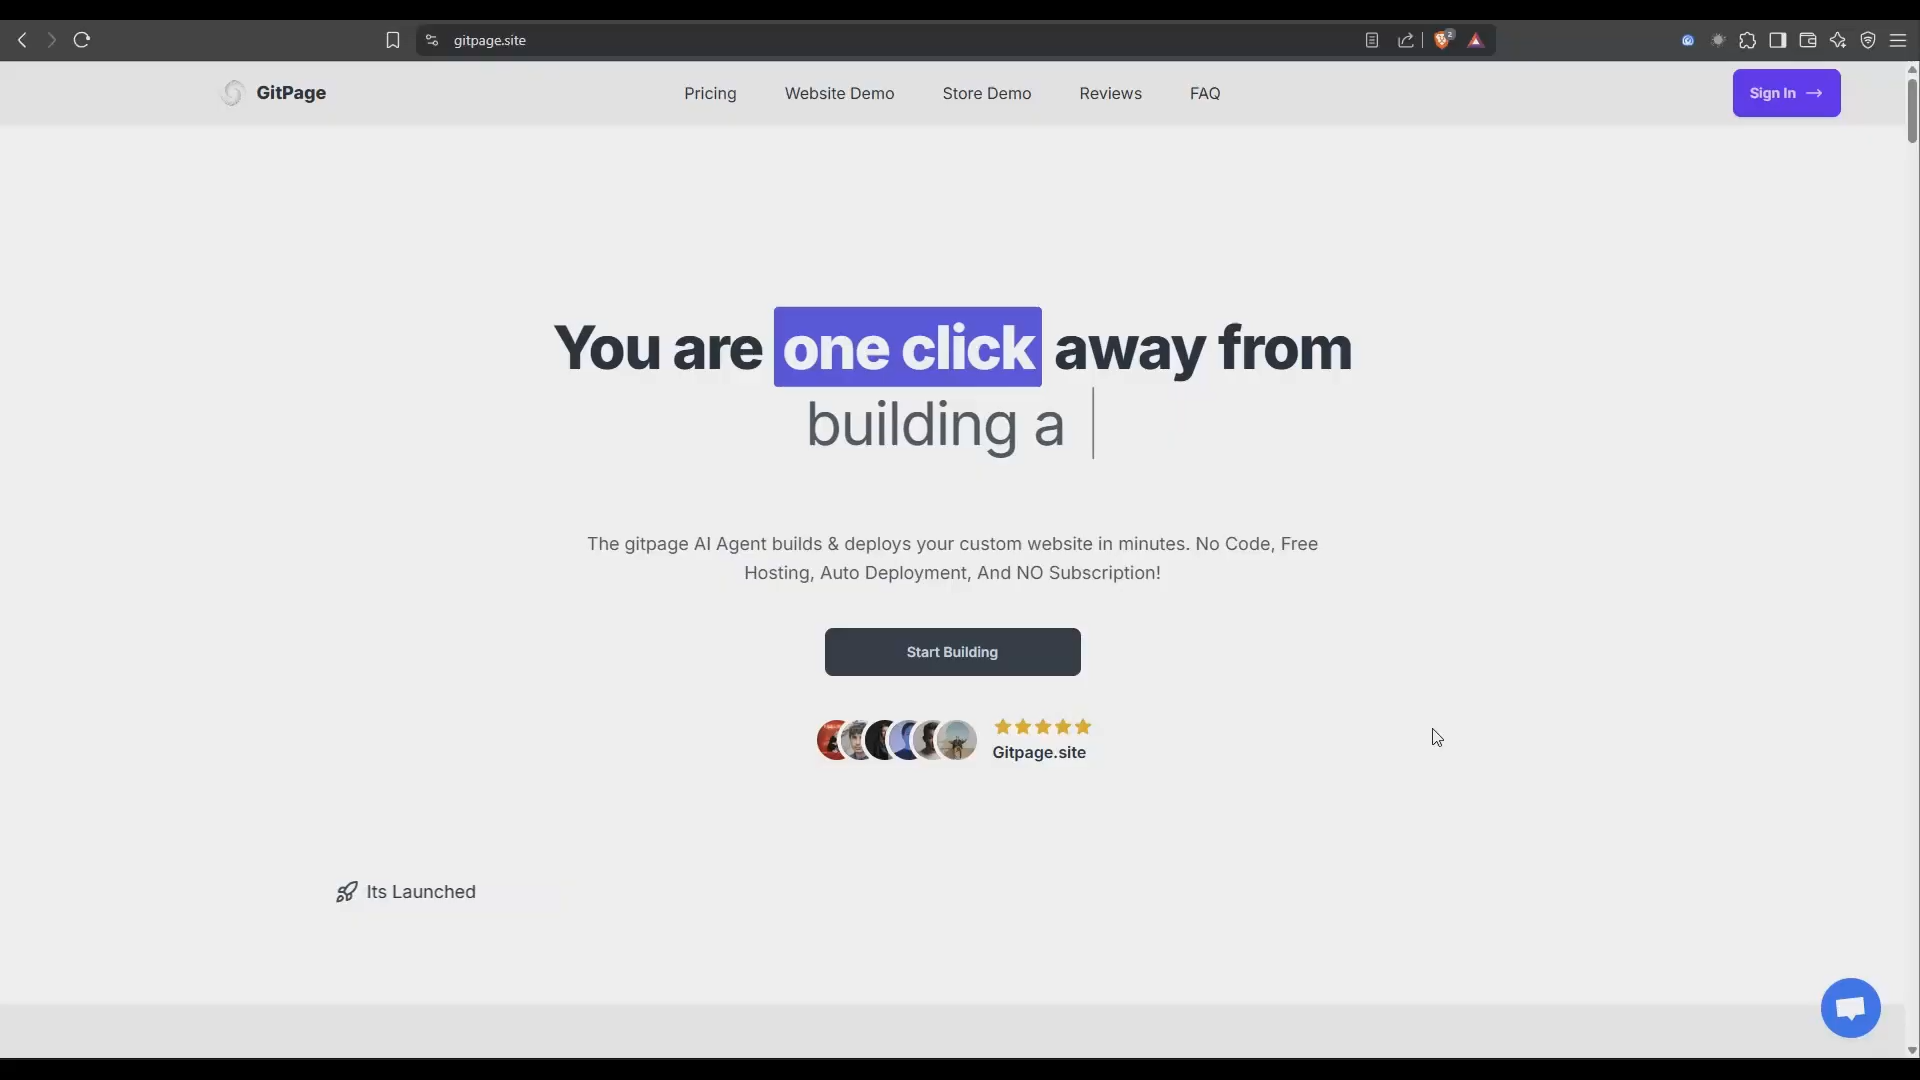 gitpage.site
2
GitPage
Pricing
Website Demo
Store Demo
Reviews
FAQ
Sign In
You are one click away from
building a
The gitpage AI Agent builds & deploys your custom website in minutes. No Code, Free
Hosting, Auto Deployment, And NO Subscription!
Start Building
Gitpage.site
Its Launched